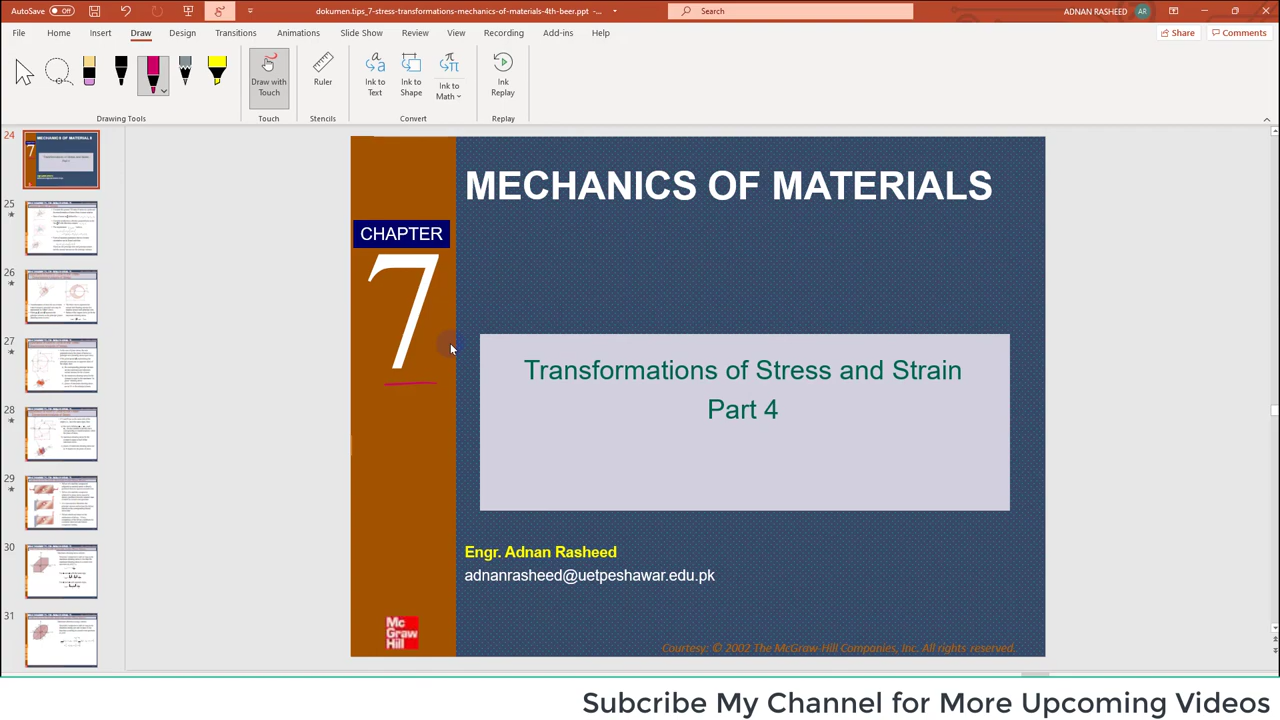 AutoSave Off
dokumen.tips_7-stress-transformations-mechanics-of-materials-4th-beer.ppt -...
Search
ADNAN RASHEED AR
File Home Insert Draw Design Transitions Animations Slide Show Review View Recording Add-ins Help
Share Comments
Draw with Touch
Ruler
Ink to Text
Ink to Shape
Ink to Math
Ink Replay
Drawing Tools Touch Stencils Convert Replay
24
25
26
27
28
29
30
31
MECHANICS OF MATERIALS
CHAPTER
7
Transformations of Stress and Strain
Part 4
Engr. Adnan Rasheed
adnanrasheed@uetpeshawar.edu.pk
Mc
Graw
Hill
Courtesy: © 2002 The McGraw-Hill Companies, Inc. All rights reserved.
Subcribe My Channel for More Upcoming Videos